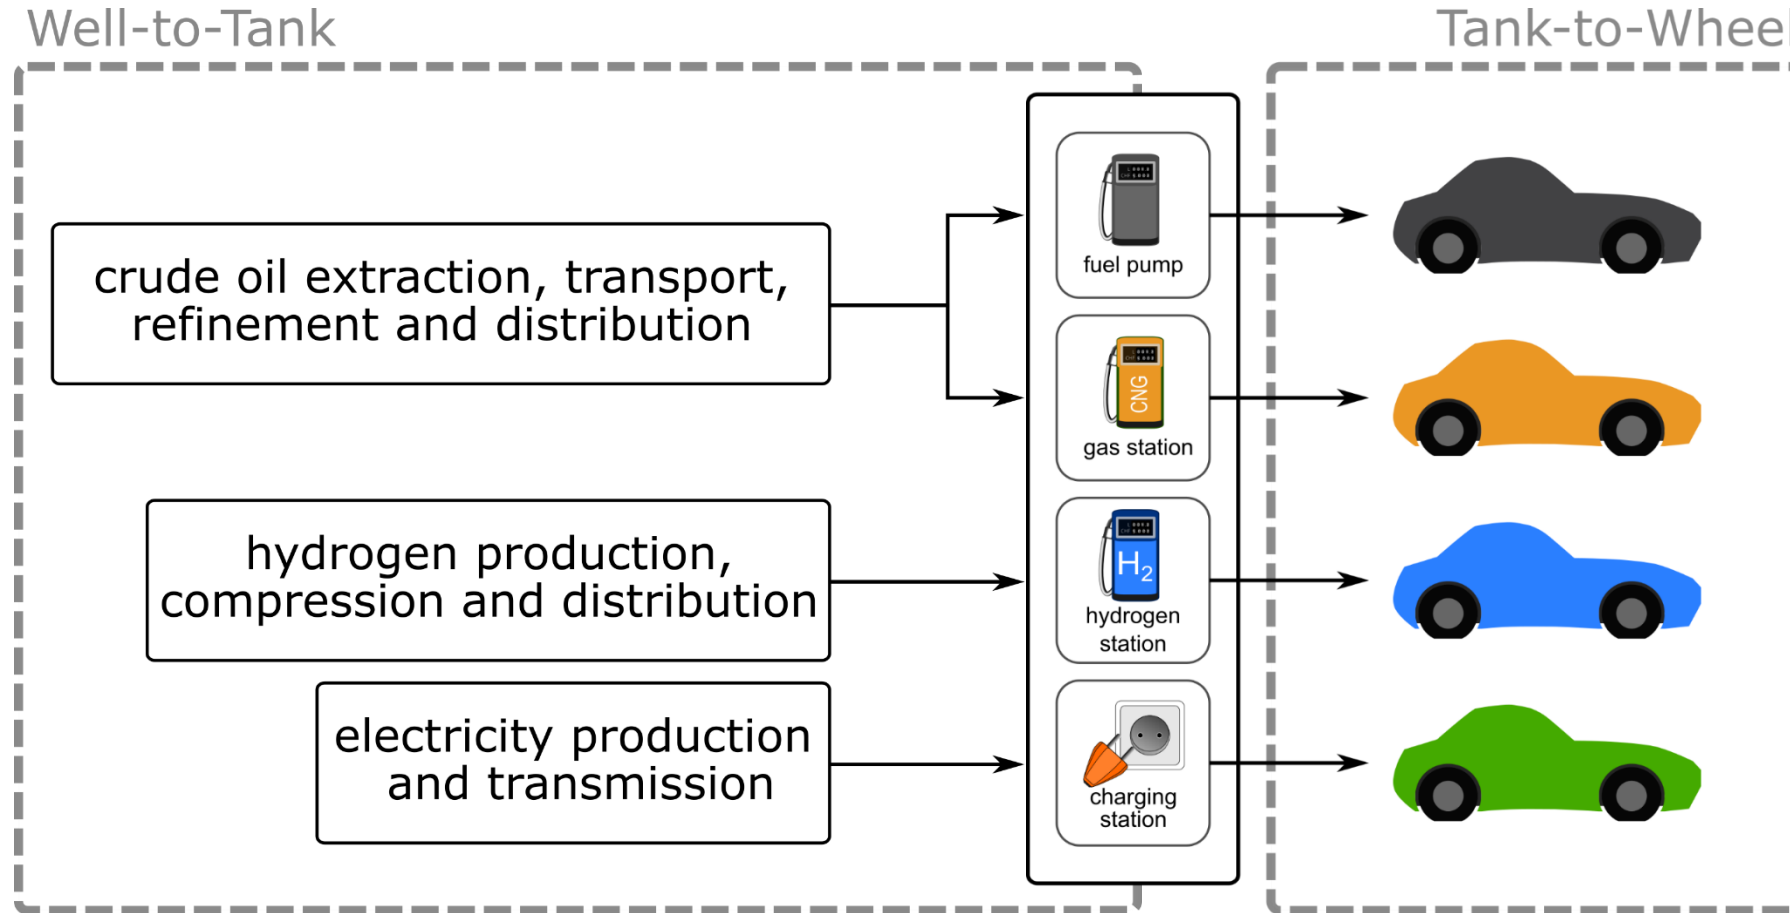 Well-to-Tank
Tank-to-Wheel
crude oil extraction, transport,
refinement and distribution
fuel pump
CNG
gas station
hydrogen production,
compression and distribution
H2
hydrogen
station
electricity production
and transmission
charging
station